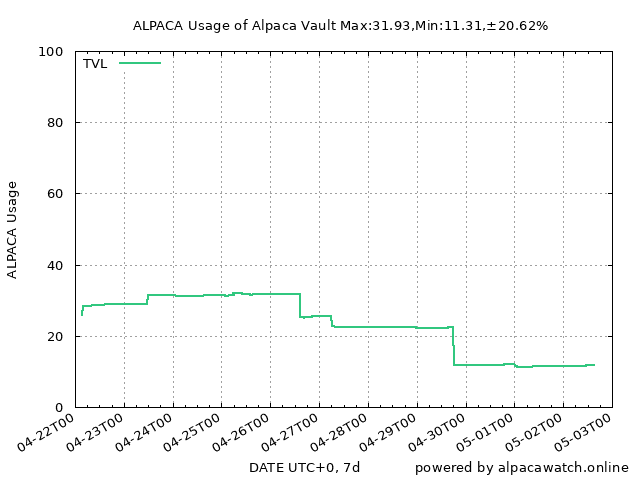 ALPACA Usage of Alpaca Vault Max:31.93,Min:11.31,±20.62%
TVL
ALPACA Usage
100
80
60
40
20
0
04-22T00
04-23T00
04-24T00
04-25T00
04-26T00
04-27T00
04-28T00
04-29T00
04-30T00
05-01T00
05-02T00
05-03T00
DATE UTC+0, 7d
powered by alpacawatch.online